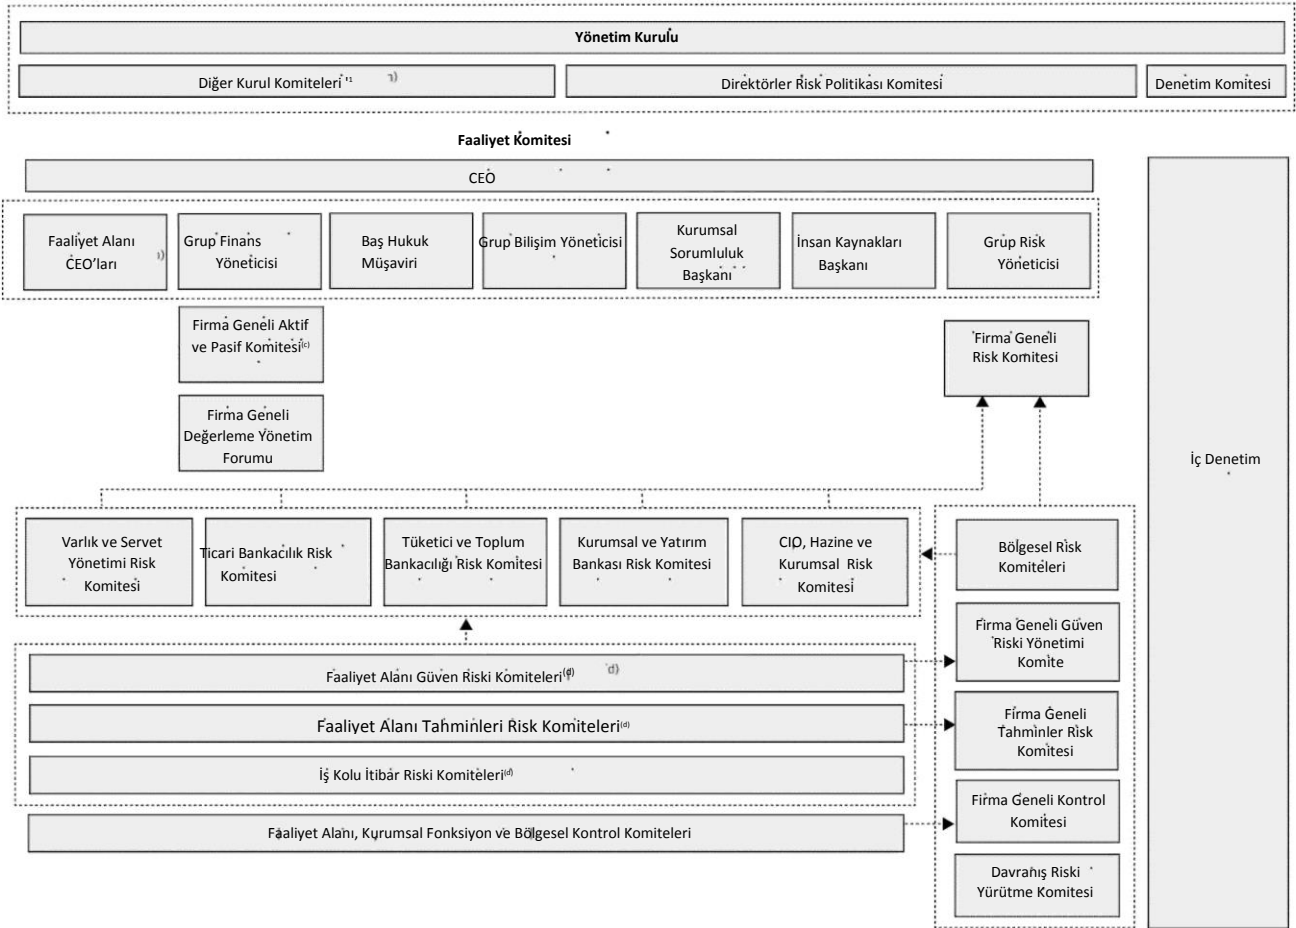 Yönetim Kurulu
Diğer Kurul Komiteleri
Direktörler Risk Politikası Komitesi
Denetim Komitesi
Faaliyet Komitesi
CEO
Faaliyet Alanı
CEO'ları
Grup Finans
Yöneticisi
Baş Hukuk
Müşaviri
Grup Bilişim Yöneticisi
Kurumsal
Sorumluluk
Başkanı
İnsan Kaynakları
Başkanı
Grup Risk
Yöneticisi
Firma Geneli Aktif
ve Pasif Komitesi(c)
Firma Geneli
Risk Komitesi
Firma Geneli
Değerleme Yönetim
Forumu
İç Denetim
Varlık ve Servet
Yönetimi Risk
Komitesi
Ticari Bankacılık Risk
Komitesi
Tüketici ve Toplum
Bankacılığı Risk Komitesi
Kurumsal ve Yatırım
Bankası Risk Komitesi
CIO, Hazine ve
Kurumsal Risk
Komitesi
Bölgesel Risk
Komiteleri
Firma Geneli Güven
Riski Yönetimi
Komite
Faaliyet Alanı Güven Riski Komiteleri(d) d)
Faaliyet Alanı Tahminleri Risk Komiteleri(d)
Firma Geneli
Tahminler Risk
Komitesi
İş Kolu İtibar Riski Komiteleri(d)
Firma Geneli Kontrol
Komitesi
Faaliyet Alanı, Kurumsal Fonksiyon ve Bölgesel Kontrol Komiteleri
Davranış Riski
Yürütme Komitesi